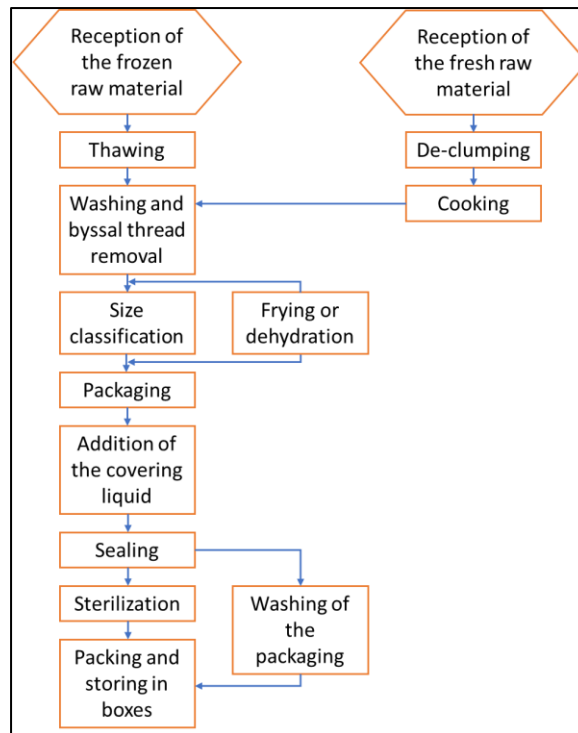 Reception of
the frozen
raw material
Reception of
the fresh raw
material
Thawing
De-clumping
Washing and
byssal thread
removal
Cooking
Size
classification
Frying or
dehydration
Packaging
Addition of
the covering
liquid
Sealing
Sterilization
Washing of
the
packaging
Packing and
storing in
boxes